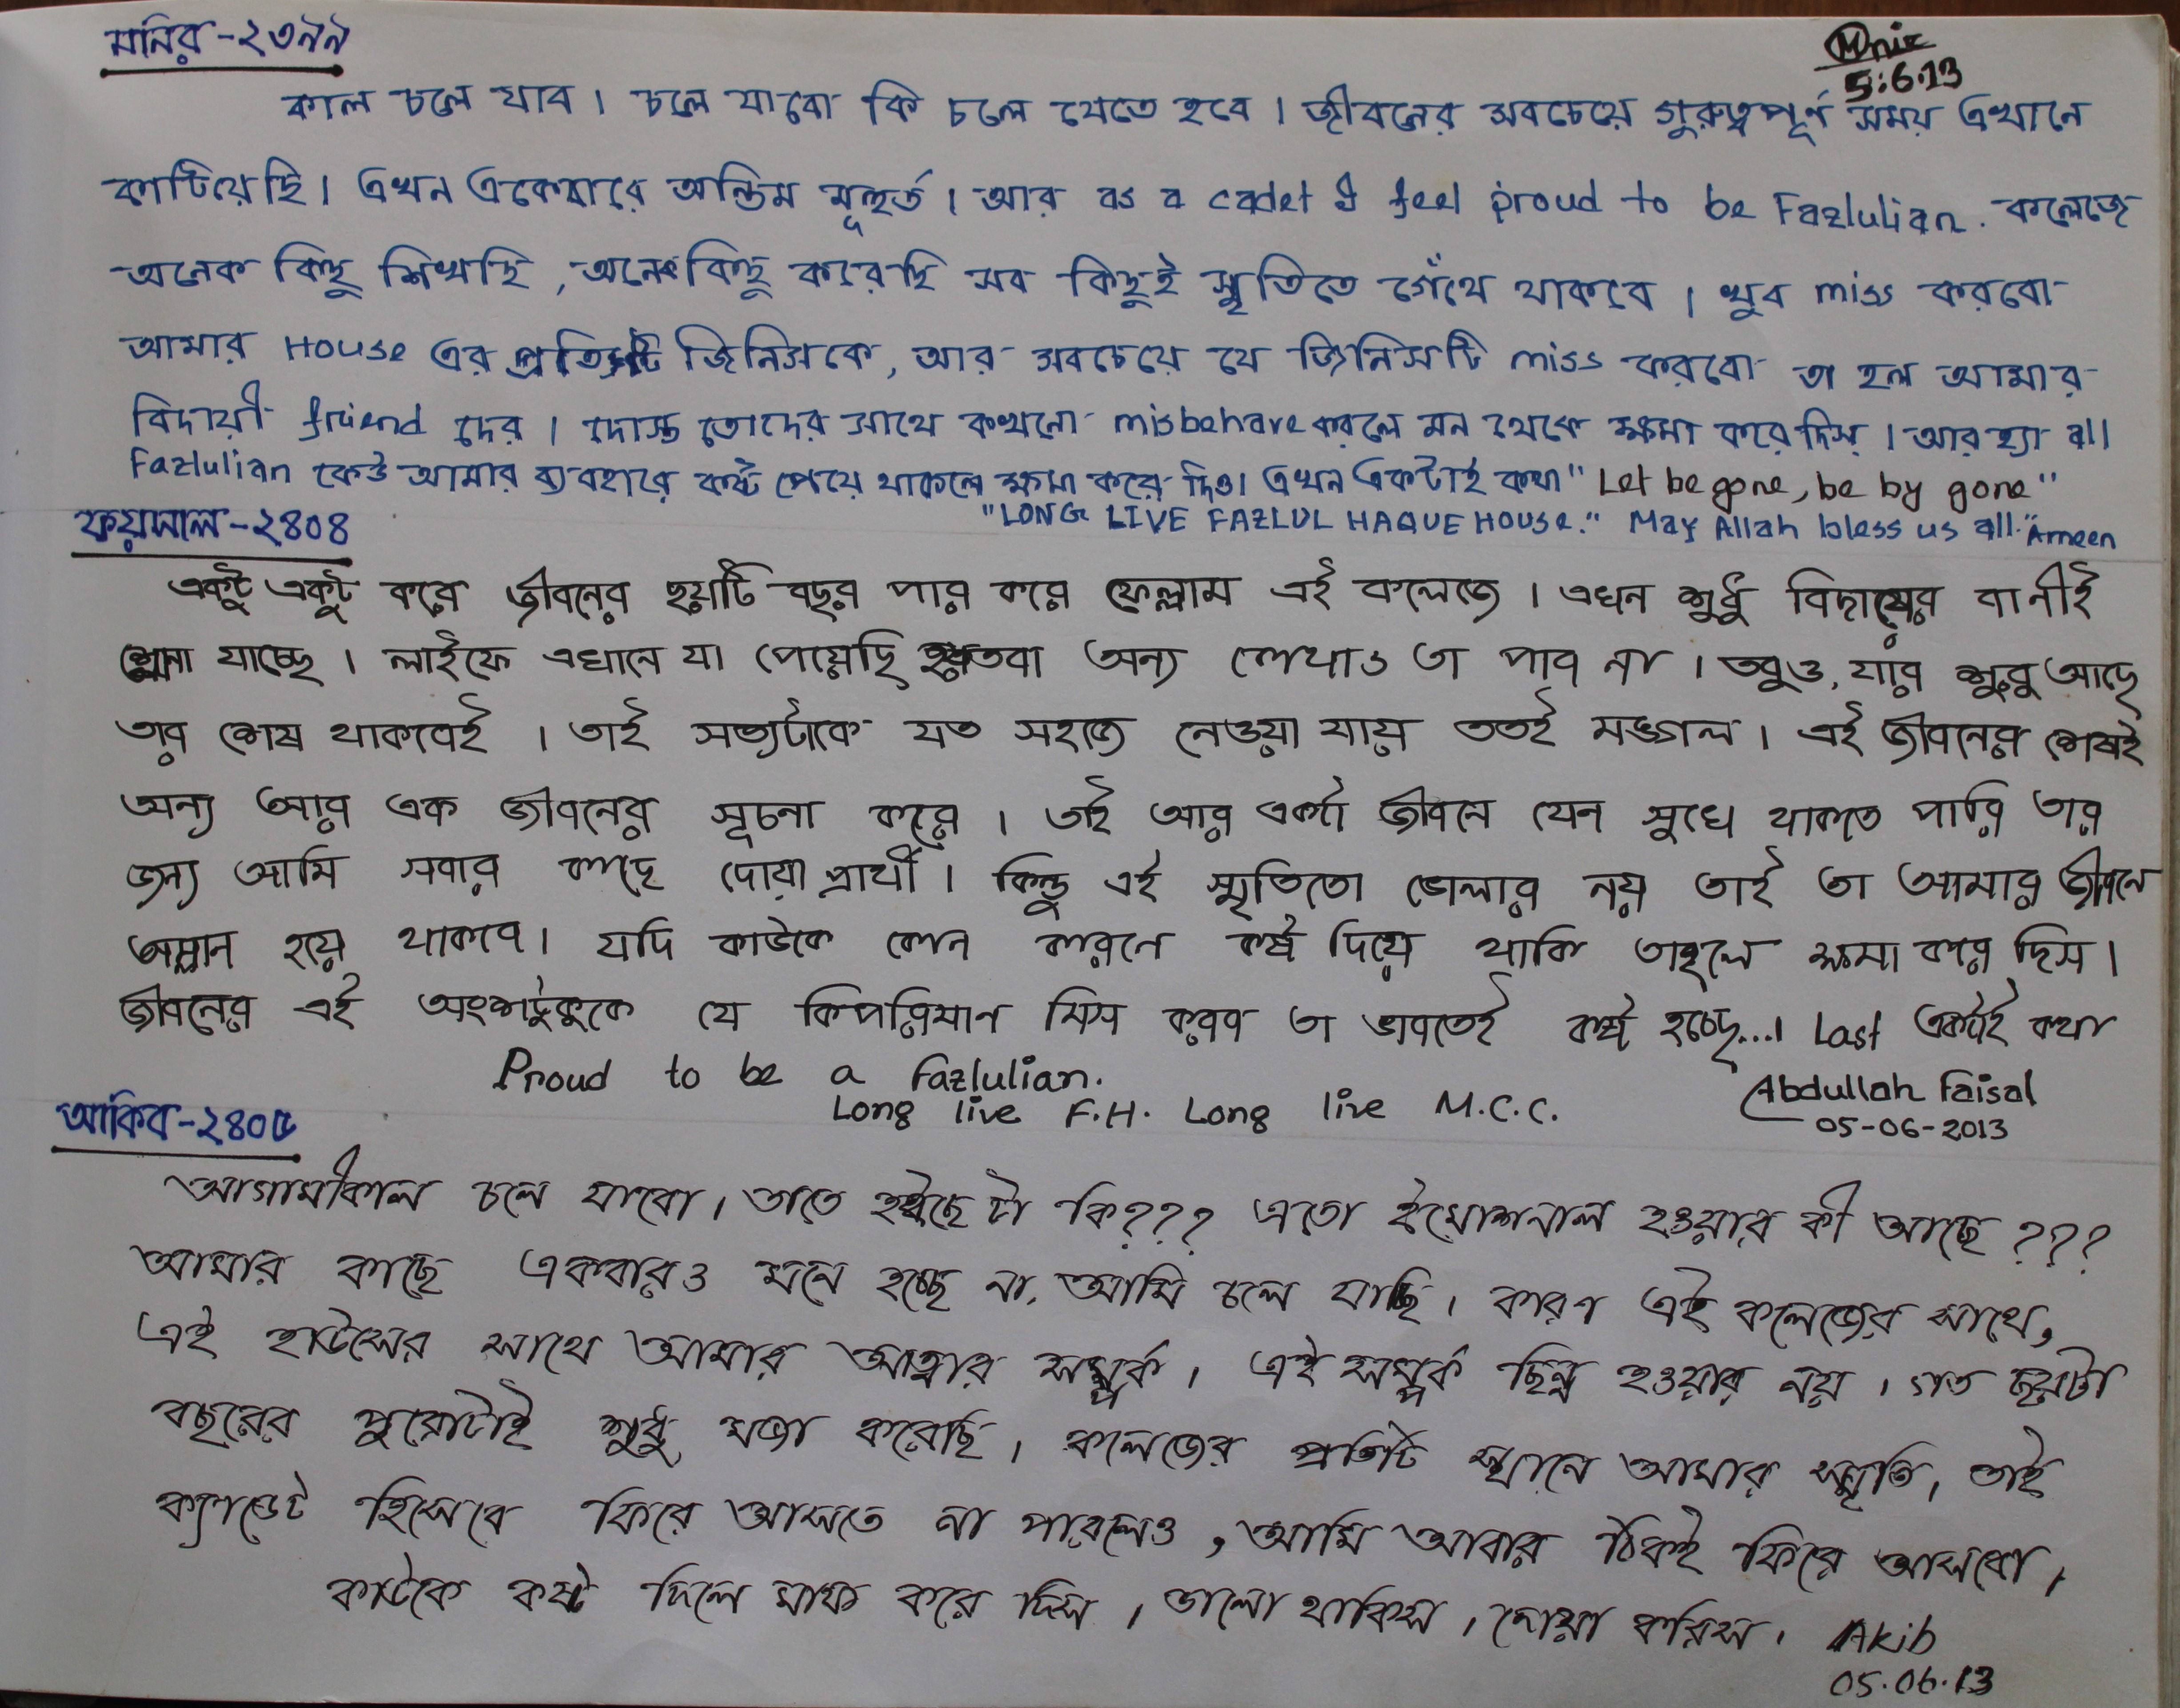 মনির-২৩৯৯
Mnir
5:6.13
কাল চলে যাব। চলে যাবো কি চলে যেতে হবে। জীবনের সবচেয়ে গুরুত্বপূর্ণ সময় এখানে
কাটিয়েছি। এখন একেবারে অন্তিম মূহুর্ত। আর as a cadet I feel proud to be Fazlulian. কলেজে
অনেক কিছু শিখছি, অনেক কিছু করেছি সব কিছুই স্মৃতিতে গেঁথে থাকবে। খুব miss করবো
আমার House এর প্রতিটি জিনিসকে, আর সবচেয়ে যে জিনিসটি miss করবো তা হল আমার
বিদায়ী friend দের। দোস্ত তোদের সাথে কখনো misbehave করলে মন থেকে ক্ষমা করে দিস। আর হ্যা all
Fazlulian কেউ আমার ব্যবহারে কষ্ট পেয়ে থাকলে ক্ষমা করে দিও। এখন একটাই কথা "Let be gone, be by gone"
"LONG LIVE FAZLUL HAQUE HOUSE." May Allah bless us all." Ameen
ফয়সাল-২৪০৪
একটু একটু করে জীবনের ছয়টি বছর পার করে ফেল্লাম এই কলেজে। এখন শুধু বিদায়ের বানীই
শোনা যাচ্ছে। লাইফে এখানে যা পেয়েছি হয়তবা অন্য কোথাও তা পাব না। তবুও, যার শুরু আছে
তার শেষ থাকবেই। তাই সত্যটাকে যত সহজে নেওয়া যায় ততই মঙ্গল। এই জীবনের শেষই
অন্য আর এক জীবনের সূচনা করে। তাই আর একটা জীবনে যেন সুখে থাকতে পারি তার
জন্য আমি সবার কাছে দোয়া প্রার্থী। কিন্তু এই স্মৃতিতো ভোলার নয় তাই তা আমার জীবনে
অম্লান হয়ে থাকবে। যদি কাউকে কোন কারনে কষ্ট দিয়ে থাকি তাহলে ক্ষমা করে দিস।
জীবনের এই অংশটুকুকে যে কিপরিমান মিস করব তা ভাবতেই কষ্ট হচ্ছে...। Last একটাই কথা
Proud to be a Fazlulian.
Long live F.H. Long live M.C.C.
Abdullah Faisal
05-06-2013
আকিব-২৪০৫
আগামীকাল চলে যাবো। তাতে হইছে টা কি??? এতো ইমোশনাল হওয়ার কী আছে???
আমার কাছে একবারও মনে হচ্ছে না, আমি চলে যাচ্ছি। কারণ এই কলেজের সাথে,
এই হাউসের সাথে আমার আত্নার সম্পর্ক। এই সম্পর্ক ছিন্ন হওয়ার নয়। গত ছয়টা
বছরের পুরোটাই শুধু মজা করেছি। কলেজের প্রতিটি স্থানে আমার স্মৃতি, তাই
ক্যাডেট হিসেবে ফিরে আসতে না পারলেও, আমি আবার ঠিকই ফিরে আসবো।
কাউকে কষ্ট দিলে মাফ করে দিস। ভালো থাকিস। দোয়া করিস। Akib
05.06.13